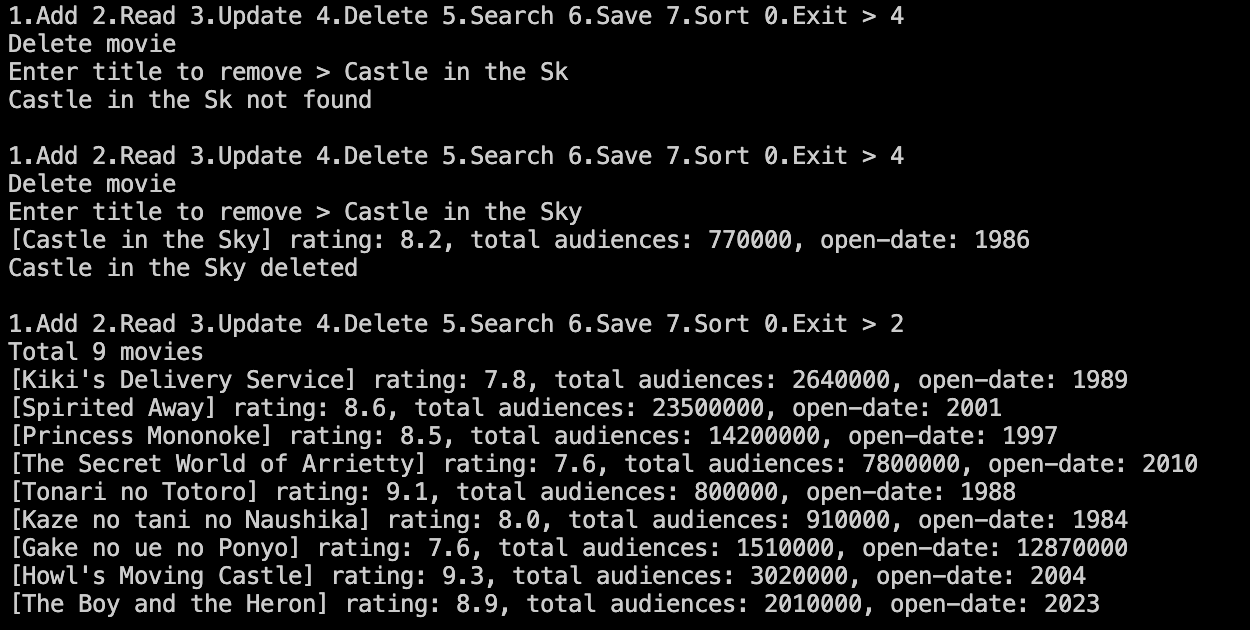 1.Add 2.Read 3.Update 4.Delete 5.Search 6.Save 7.Sort 0.Exit > 4
Delete movie
Enter title to remove > Castle in the Sk
Castle in the Sk not found
1.Add 2.Read 3.Update 4.Delete 5.Search 6.Save 7.Sort 0.Exit > 4
Delete movie
Enter title to remove > Castle in the Sky
[Castle in the Sky] rating: 8.2, total audiences: 770000, open-date: 1986
Castle in the Sky deleted
1.Add 2.Read 3.Update 4.Delete 5.Search 6.Save 7.Sort 0.Exit > 2
Total 9 movies
[Kiki's Delivery Service] rating: 7.8, total audiences: 2640000, open-date: 1989
[Spirited Away] rating: 8.6, total audiences: 23500000, open-date: 2001
[Princess Mononoke] rating: 8.5, total audiences: 14200000, open-date: 1997
[The Secret World of Arrietty] rating: 7.6, total audiences: 7800000, open-date: 2010
[Tonari no Totoro] rating: 9.1, total audiences: 800000, open-date: 1988
[Kaze no tani no Naushika] rating: 8.0, total audiences: 910000, open-date: 1984
[Gake no ue no Ponyo] rating: 7.6, total audiences: 1510000, open-date: 12870000
[Howl's Moving Castle] rating: 9.3, total audiences: 3020000, open-date: 2004
[The Boy and the Heron] rating: 8.9, total audiences: 2010000, open-date: 2023